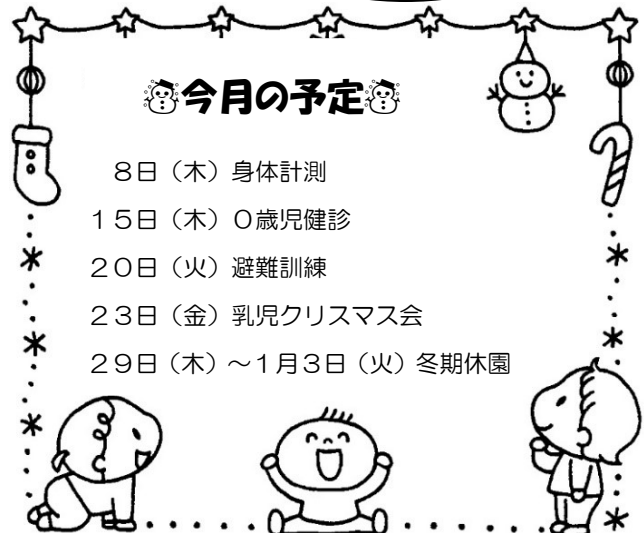 ☃今月の予定☃
８日（木）身体計測
１５日（木）０歳児健診
２０日（火）避難訓練
２３日（金）乳児クリスマス会
２９日（木）～１月３日（火）冬期休園